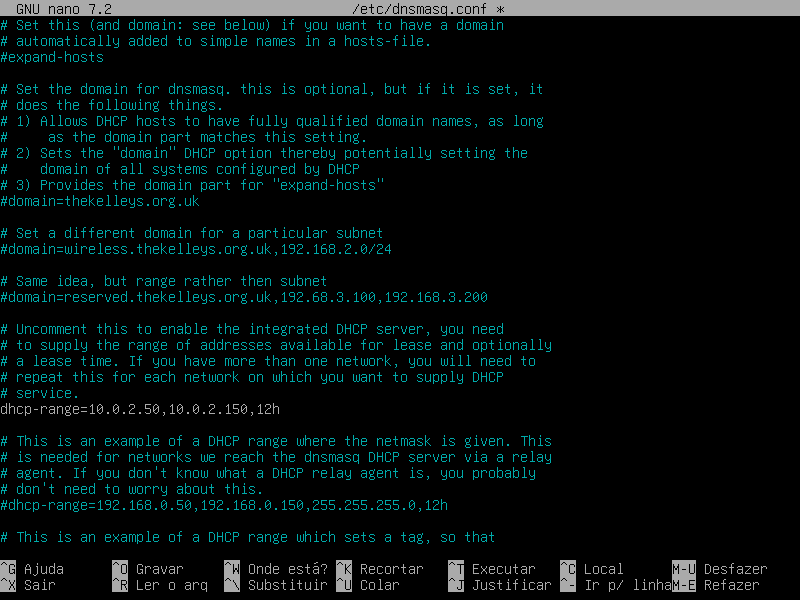 GNU nano 7.2 /etc/dnsmasq.conf *
# Set this (and domain: see below) if you want to have a domain
# automatically added to simple names in a hosts-file.
#expand-hosts
# Set the domain for dnsmasq. this is optional, but if it is set, it
# does the following things.
# 1) Allows DHCP hosts to have fully qualified domain names, as long
#     as the domain part matches this setting.
# 2) Sets the "domain" DHCP option thereby potentially setting the
#    domain of all systems configured by DHCP
# 3) Provides the domain part for "expand-hosts"
#domain=thekelleys.org.uk
# Set a different domain for a particular subnet
#domain=wireless.thekelleys.org.uk,192.168.2.0/24
# Same idea, but range rather then subnet
#domain=reserved.thekelleys.org.uk,192.68.3.100,192.168.3.200
# Uncomment this to enable the integrated DHCP server, you need
# to supply the range of addresses available for lease and optionally
# a lease time. If you have more than one network, you will need to
# repeat this for each network on which you want to supply DHCP
# service.
dhcp-range=10.0.2.50,10.0.2.150,12h
# This is an example of a DHCP range where the netmask is given. This
# is needed for networks we reach the dnsmasq DHCP server via a relay
# agent. If you don't know what a DHCP relay agent is, you probably
# don't need to worry about this.
#dhcp-range=192.168.0.50,192.168.0.150,255.255.255.0,12h
# This is an example of a DHCP range which sets a tag, so that
^G Ajuda ^O Gravar ^W Onde está? ^K Recortar ^T Executar ^C Local M-U Desfazer
^X Sair ^R Ler o arq ^\ Substituir ^U Colar ^J Justificar ^- Ir p/ linha M-E Refazer